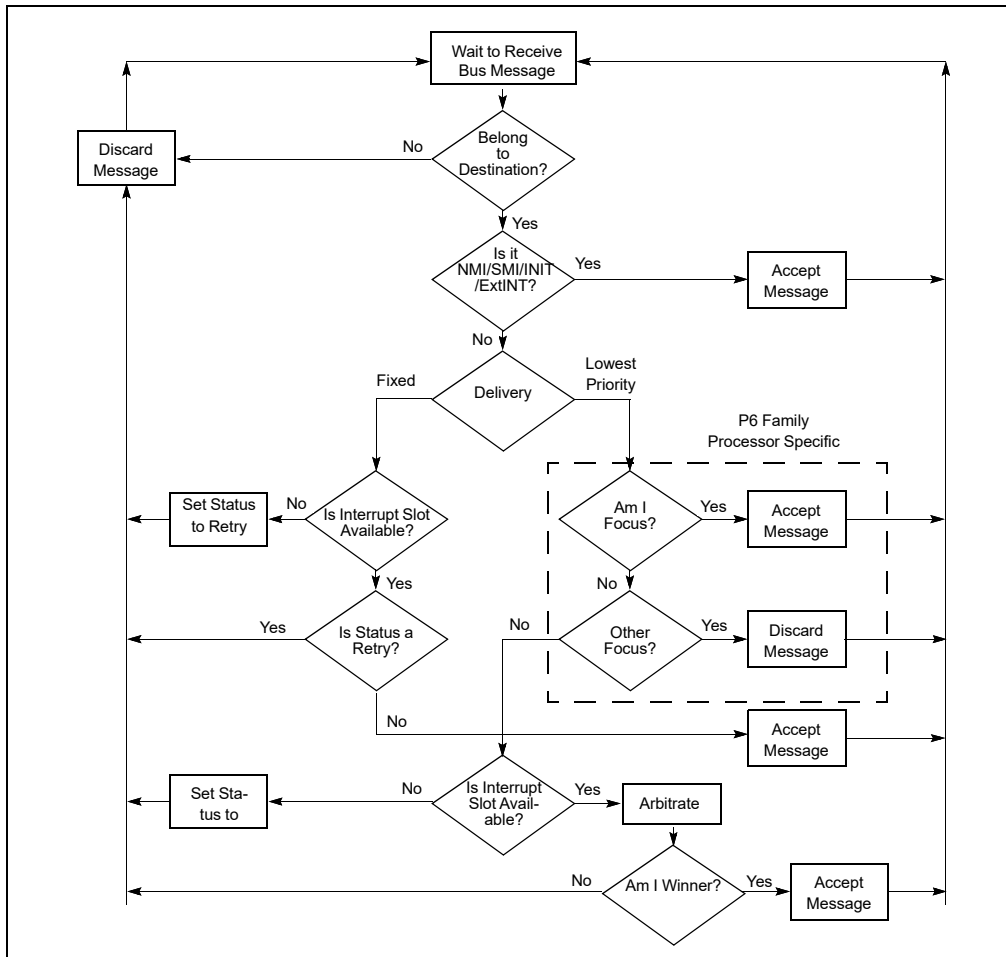 Wait to Receive
Bus Message
Belong
to
Destination?
No
Discard
Message
Yes
Is it
NMI/SMI/INIT
/ExtINT?
Yes
Accept
Message
No
Delivery
Fixed
Lowest
Priority
P6 Family
Processor Specific
Set Status
to Retry
No
Is Interrupt Slot
Available?
Am I
Focus?
Yes
Accept
Message
Yes
No
Yes
Is Status a
Retry?
No
Other
Focus?
Yes
Discard
Message
No
Accept
Message
Set Sta-
tus to
No
Is Interrupt
Slot Avail-
able?
Yes
Arbitrate
No
Am I Winner?
Yes
Accept
Message